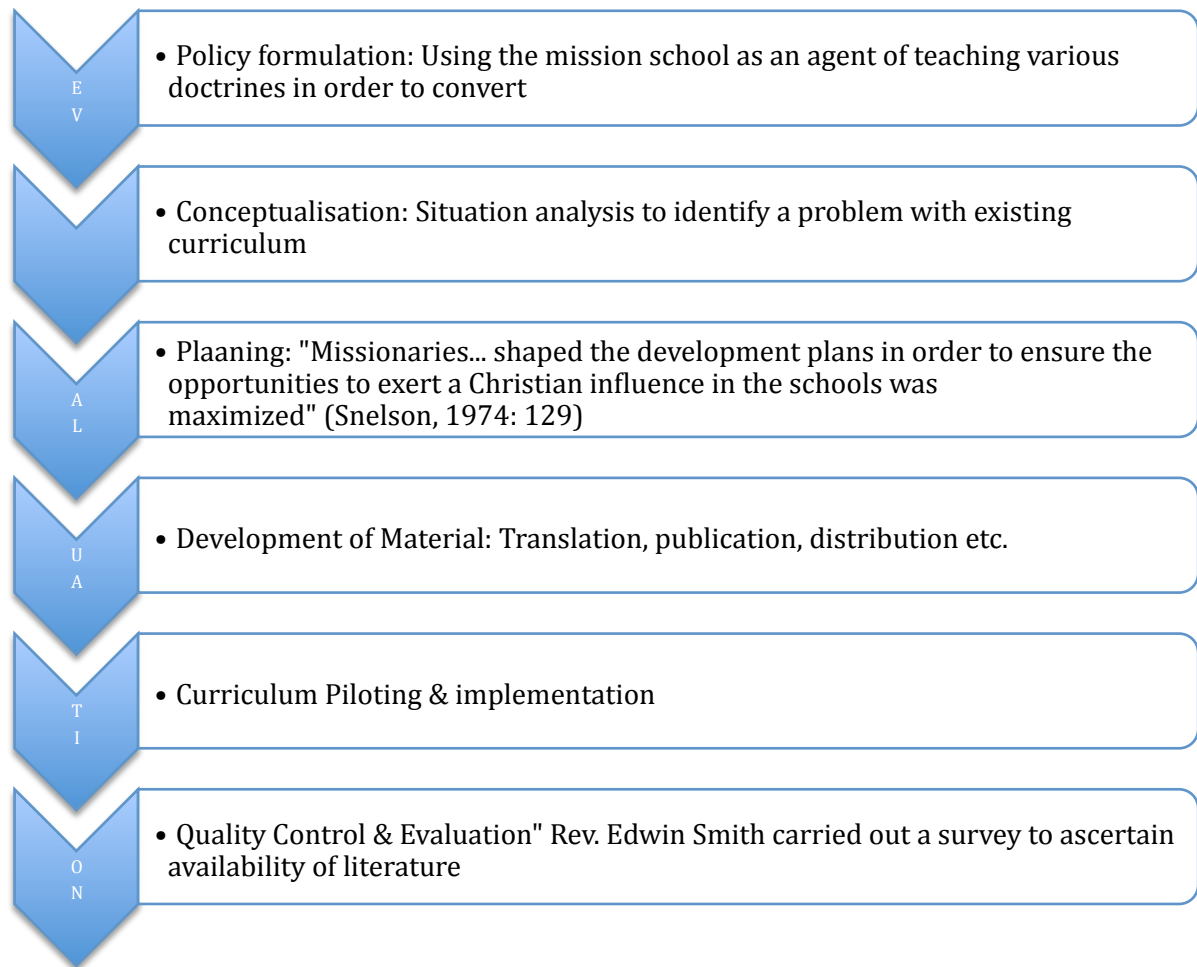 E
V
• Policy formulation: Using the mission school as an agent of teaching various
doctrines in order to convert
• Conceptualisation: Situation analysis to identify a problem with existing
curriculum
A
L
• Plaaning: "Missionaries... shaped the development plans in order to ensure the
opportunities to exert a Christian influence in the schools was
maximized" (Snelson, 1974: 129)
U
A
• Development of Material: Translation, publication, distribution etc.
T
I
• Curriculum Piloting & implementation
O
N
• Quality Control & Evaluation" Rev. Edwin Smith carried out a survey to ascertain
availability of literature